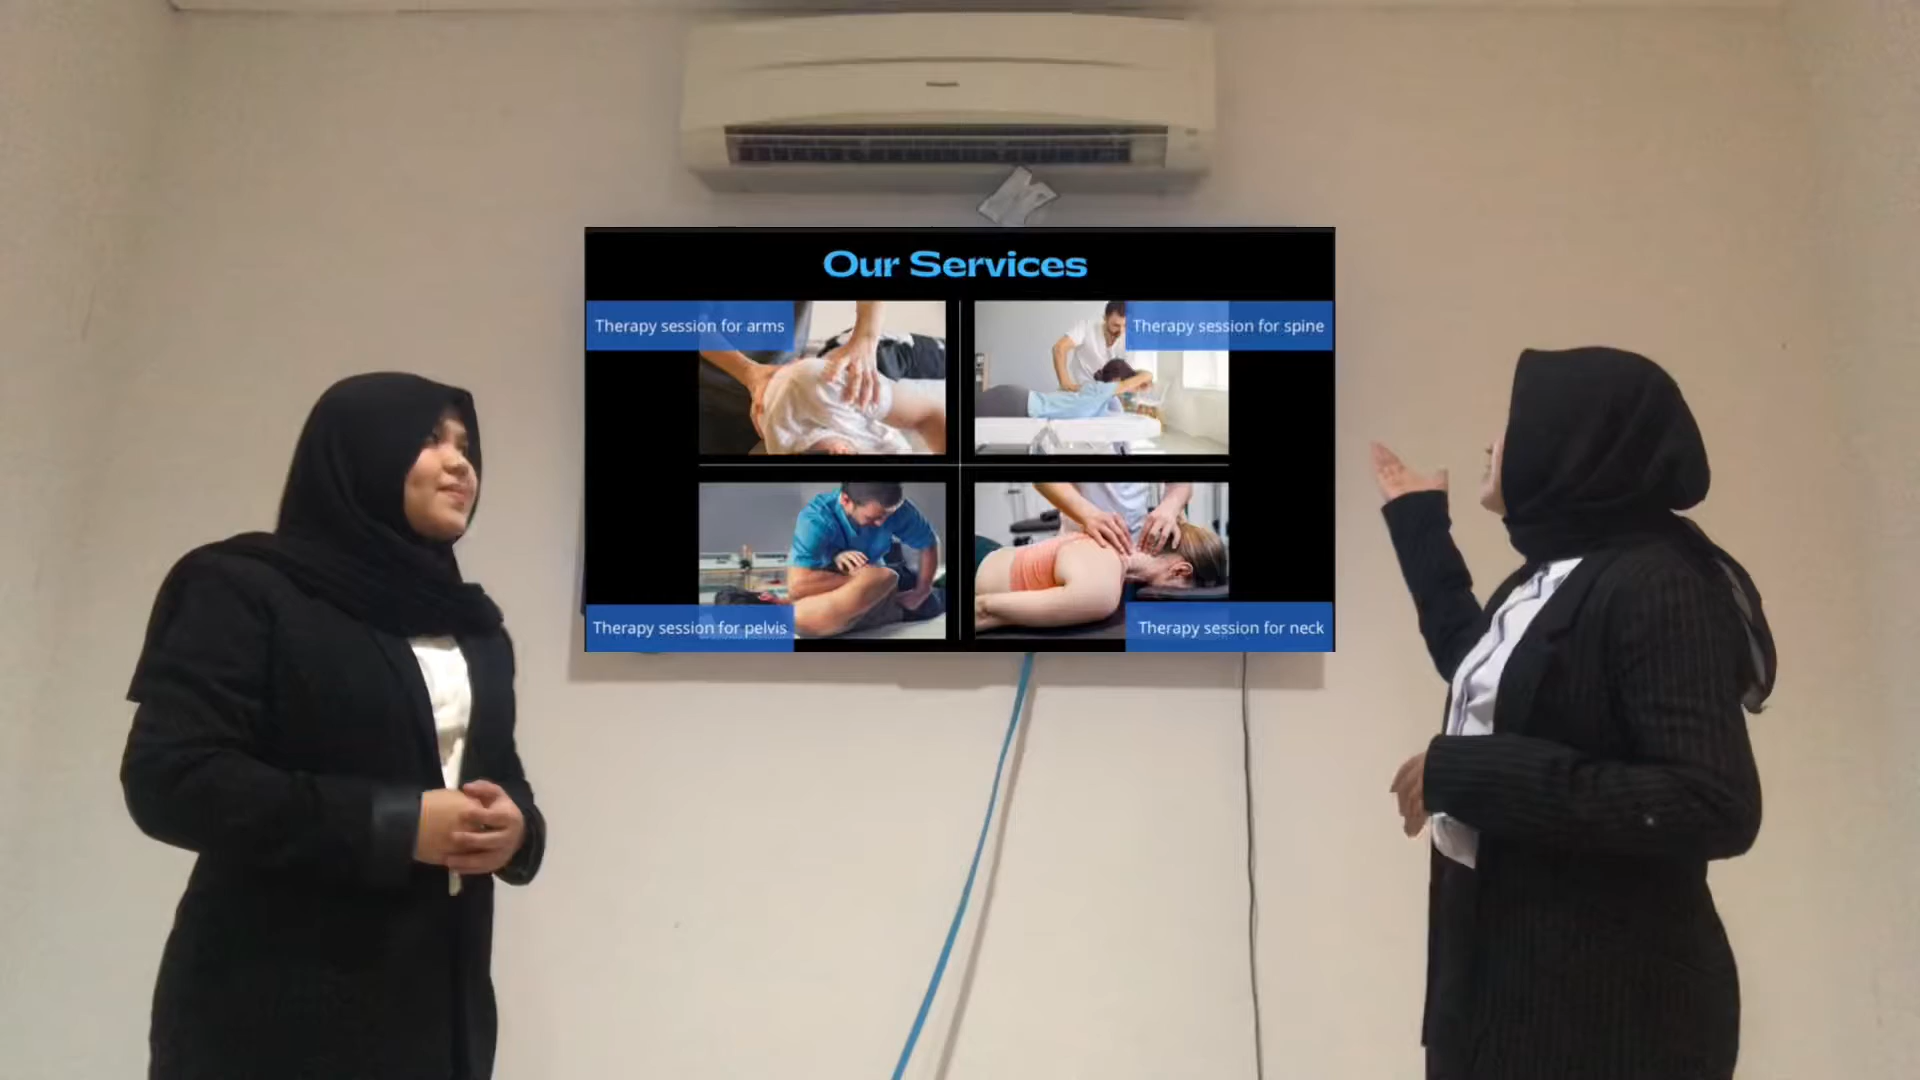 Our Services
Therapy session for arms
Therapy session for spine
Therapy session for pelvis
Therapy session for neck